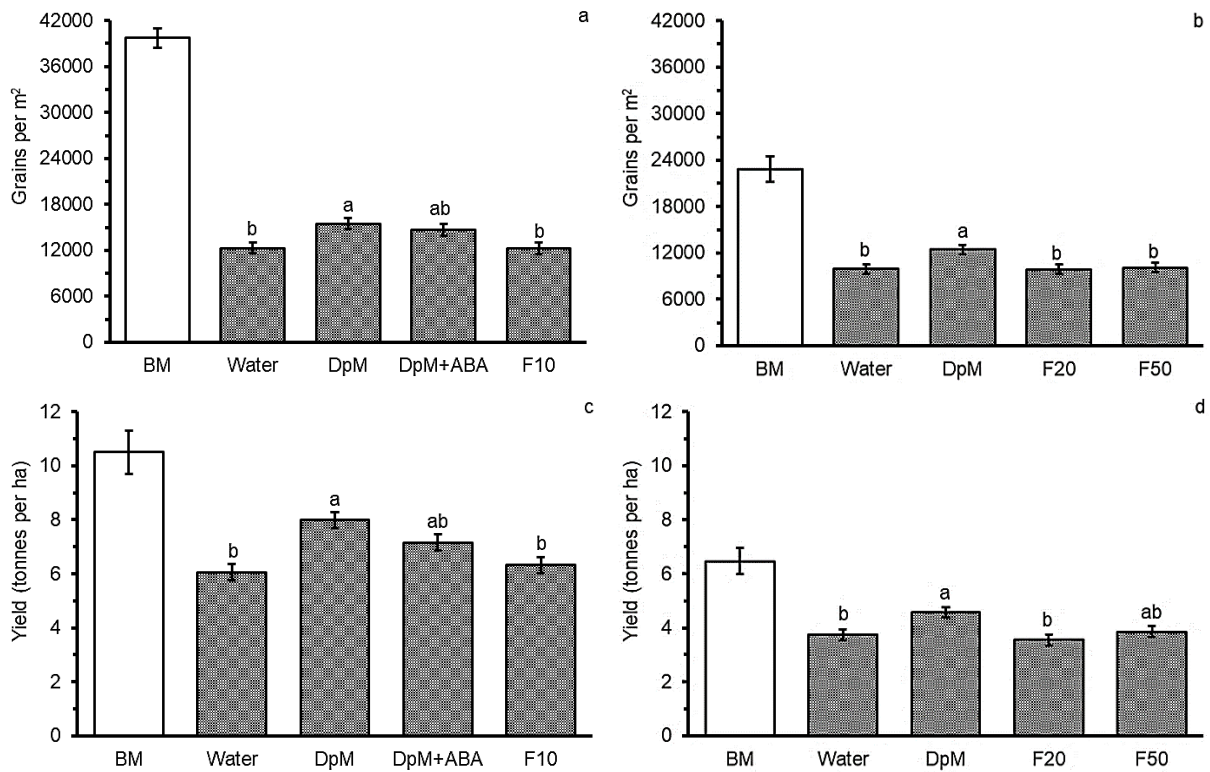 a
Grains per m²
42000
36000
30000
24000
18000
12000
6000
0
b
a
ab
b
BM Water DpM DpM+ABA F10
b
Grains per m²
42000
36000
30000
24000
18000
12000
6000
0
b
a
b
b
BM Water DpM F20 F50
c
Yield (tonnes per ha)
12
10
8
6
4
2
0
b
a
ab
b
BM Water DpM DpM+ABA F10
d
Yield (tonnes per ha)
12
10
8
6
4
2
0
b
a
b
ab
BM Water DpM F20 F50